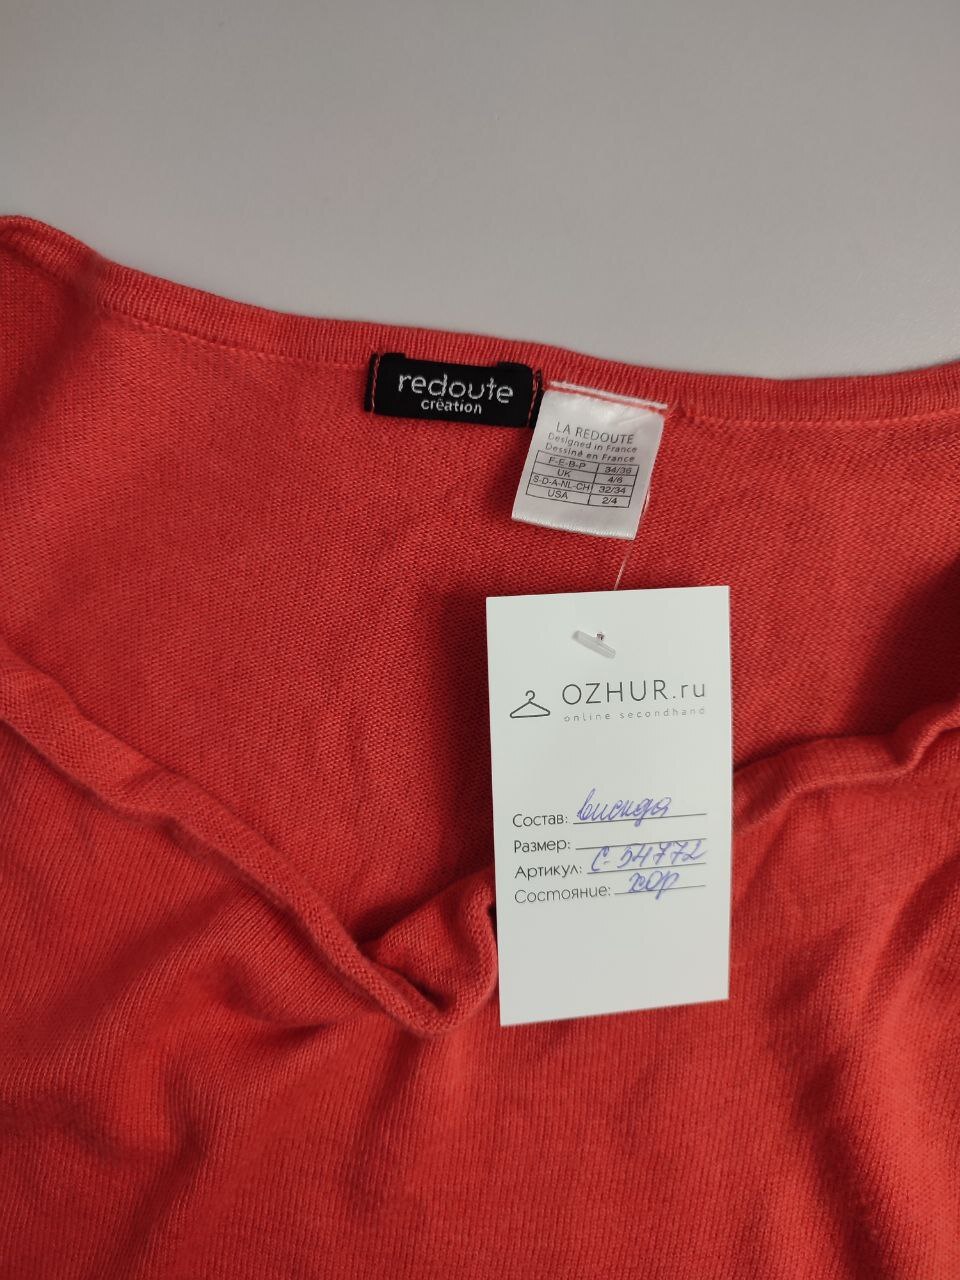 redoute
création
LA REDOUTE
Designed in France
Dessiné en France
F-E-B-P 34/36
UK 4/6
S-D-A-NL-CH 32/34
USA 2/4
OZHUR.ru
online secondhand
Состав: вискоза
Размер:
Артикул: С-54772
Состояние: хор